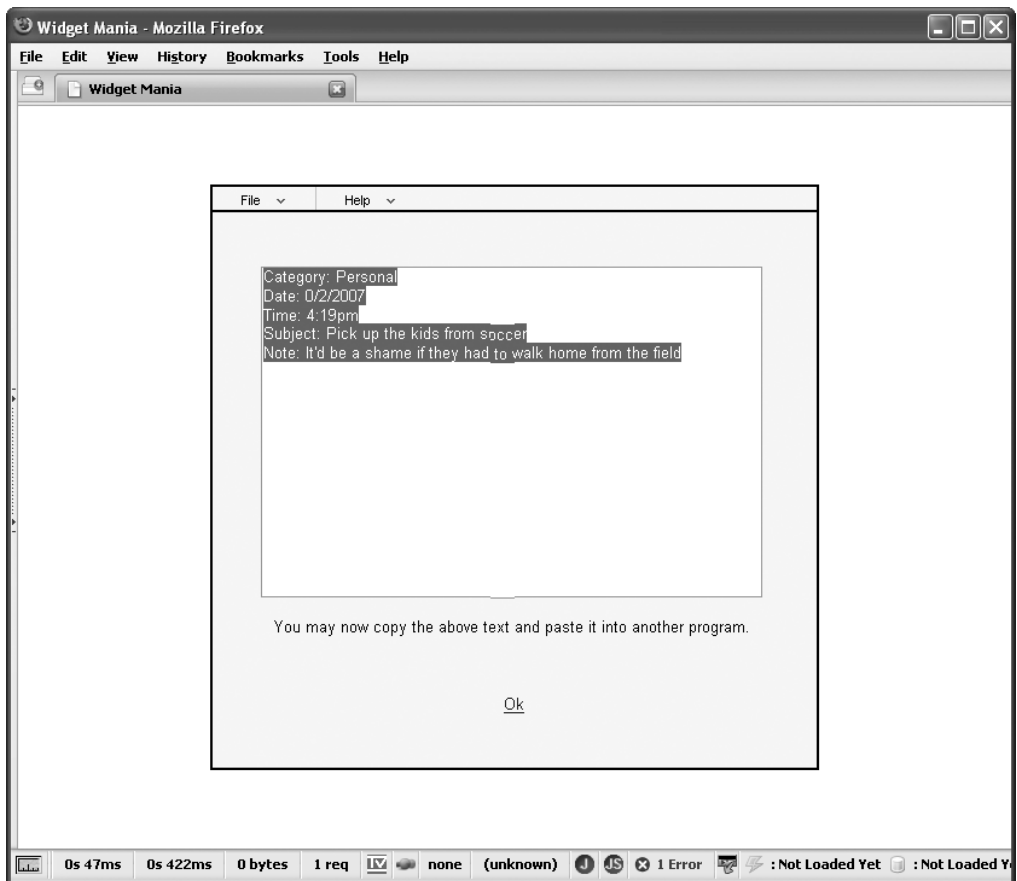 Widget Mania - Mozilla Firefox
File Edit View History Bookmarks Tools Help
Widget Mania
File Help
Category: Personal
Date: 0/2/2007
Time: 4:19pm
Subject: Pick up the kids from soccer
Note: It'd be a shame if they had to walk home from the field
You may now copy the above text and paste it into another program.
Ok
0s 47ms 0s 422ms 0 bytes 1 req IV none (unknown) J JS 1 Error : Not Loaded Yet : Not Loaded Y